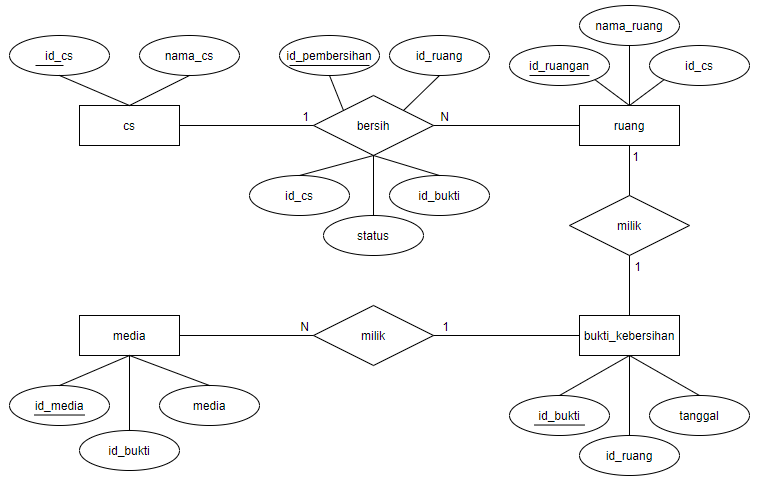 nama_ruang
id_cs
nama_cs
id_pembersihan
id_ruang
id_ruangan
id_cs
cs
1
bersih
N
ruang
1
id_cs
id_bukti
status
milik
1
media
N
milik
1
bukti_kebersihan
id_media
media
id_bukti
id_bukti
tanggal
id_ruang